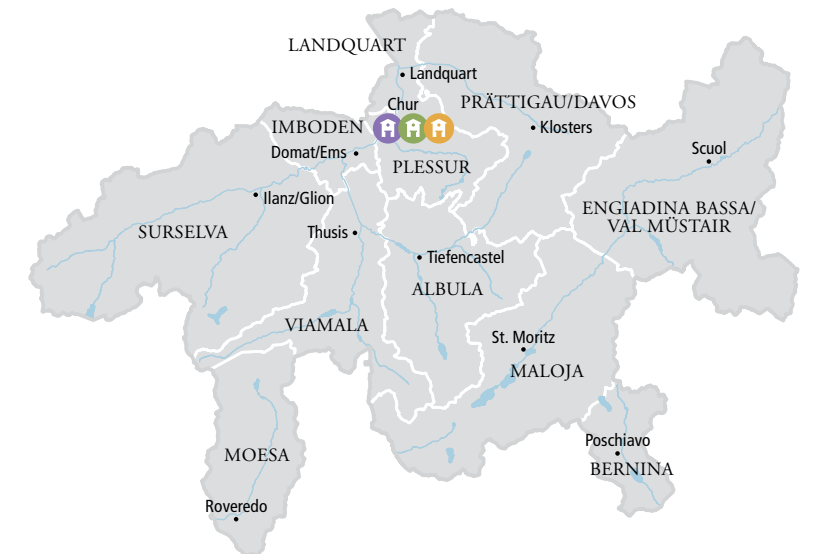 LANDQUART
Landquart
PRÄTTIGAU/DAVOS
Chur
IMBODEN
Klosters
Domat/Ems
PLESSUR
Scuol
Ilanz/Glion
ENGIADINA BASSA/
VAL MÜSTAIR
SURSELVA
Thusis
Tiefencastel
ALBULA
VIAMALA
St. Moritz
MALOJA
Poschiavo
MOESA
BERNINA
Roveredo